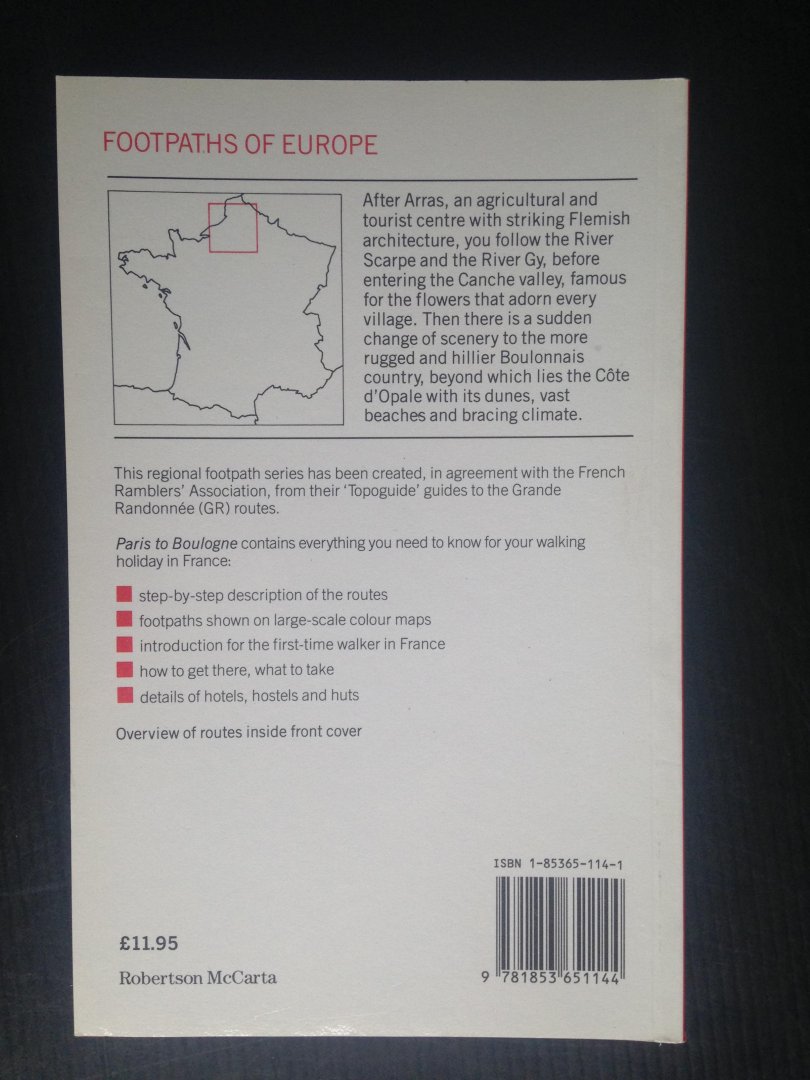 FOOTPATHS OF EUROPE
After Arras, an agricultural and
tourist centre with striking Flemish
architecture, you follow the River
Scarpe and the River Gy, before
entering the Canche valley, famous
for the flowers that adorn every
village. Then there is a sudden
change of scenery to the more
rugged and hillier Boulonnais
country, beyond which lies the Côte
d'Opale with its dunes, vast
beaches and bracing climate.
This regional footpath series has been created, in agreement with the French
Ramblers' Association, from their 'Topoguide' guides to the Grande
Randonnée (GR) routes.
Paris to Boulogne contains everything you need to know for your walking
holiday in France:
step-by-step description of the routes
footpaths shown on large-scale colour maps
introduction for the first-time walker in France
how to get there, what to take
details of hotels, hostels and huts
Overview of routes inside front cover
ISBN 1-85365-114-1
9 781853 651144
£11.95
Robertson McCarta